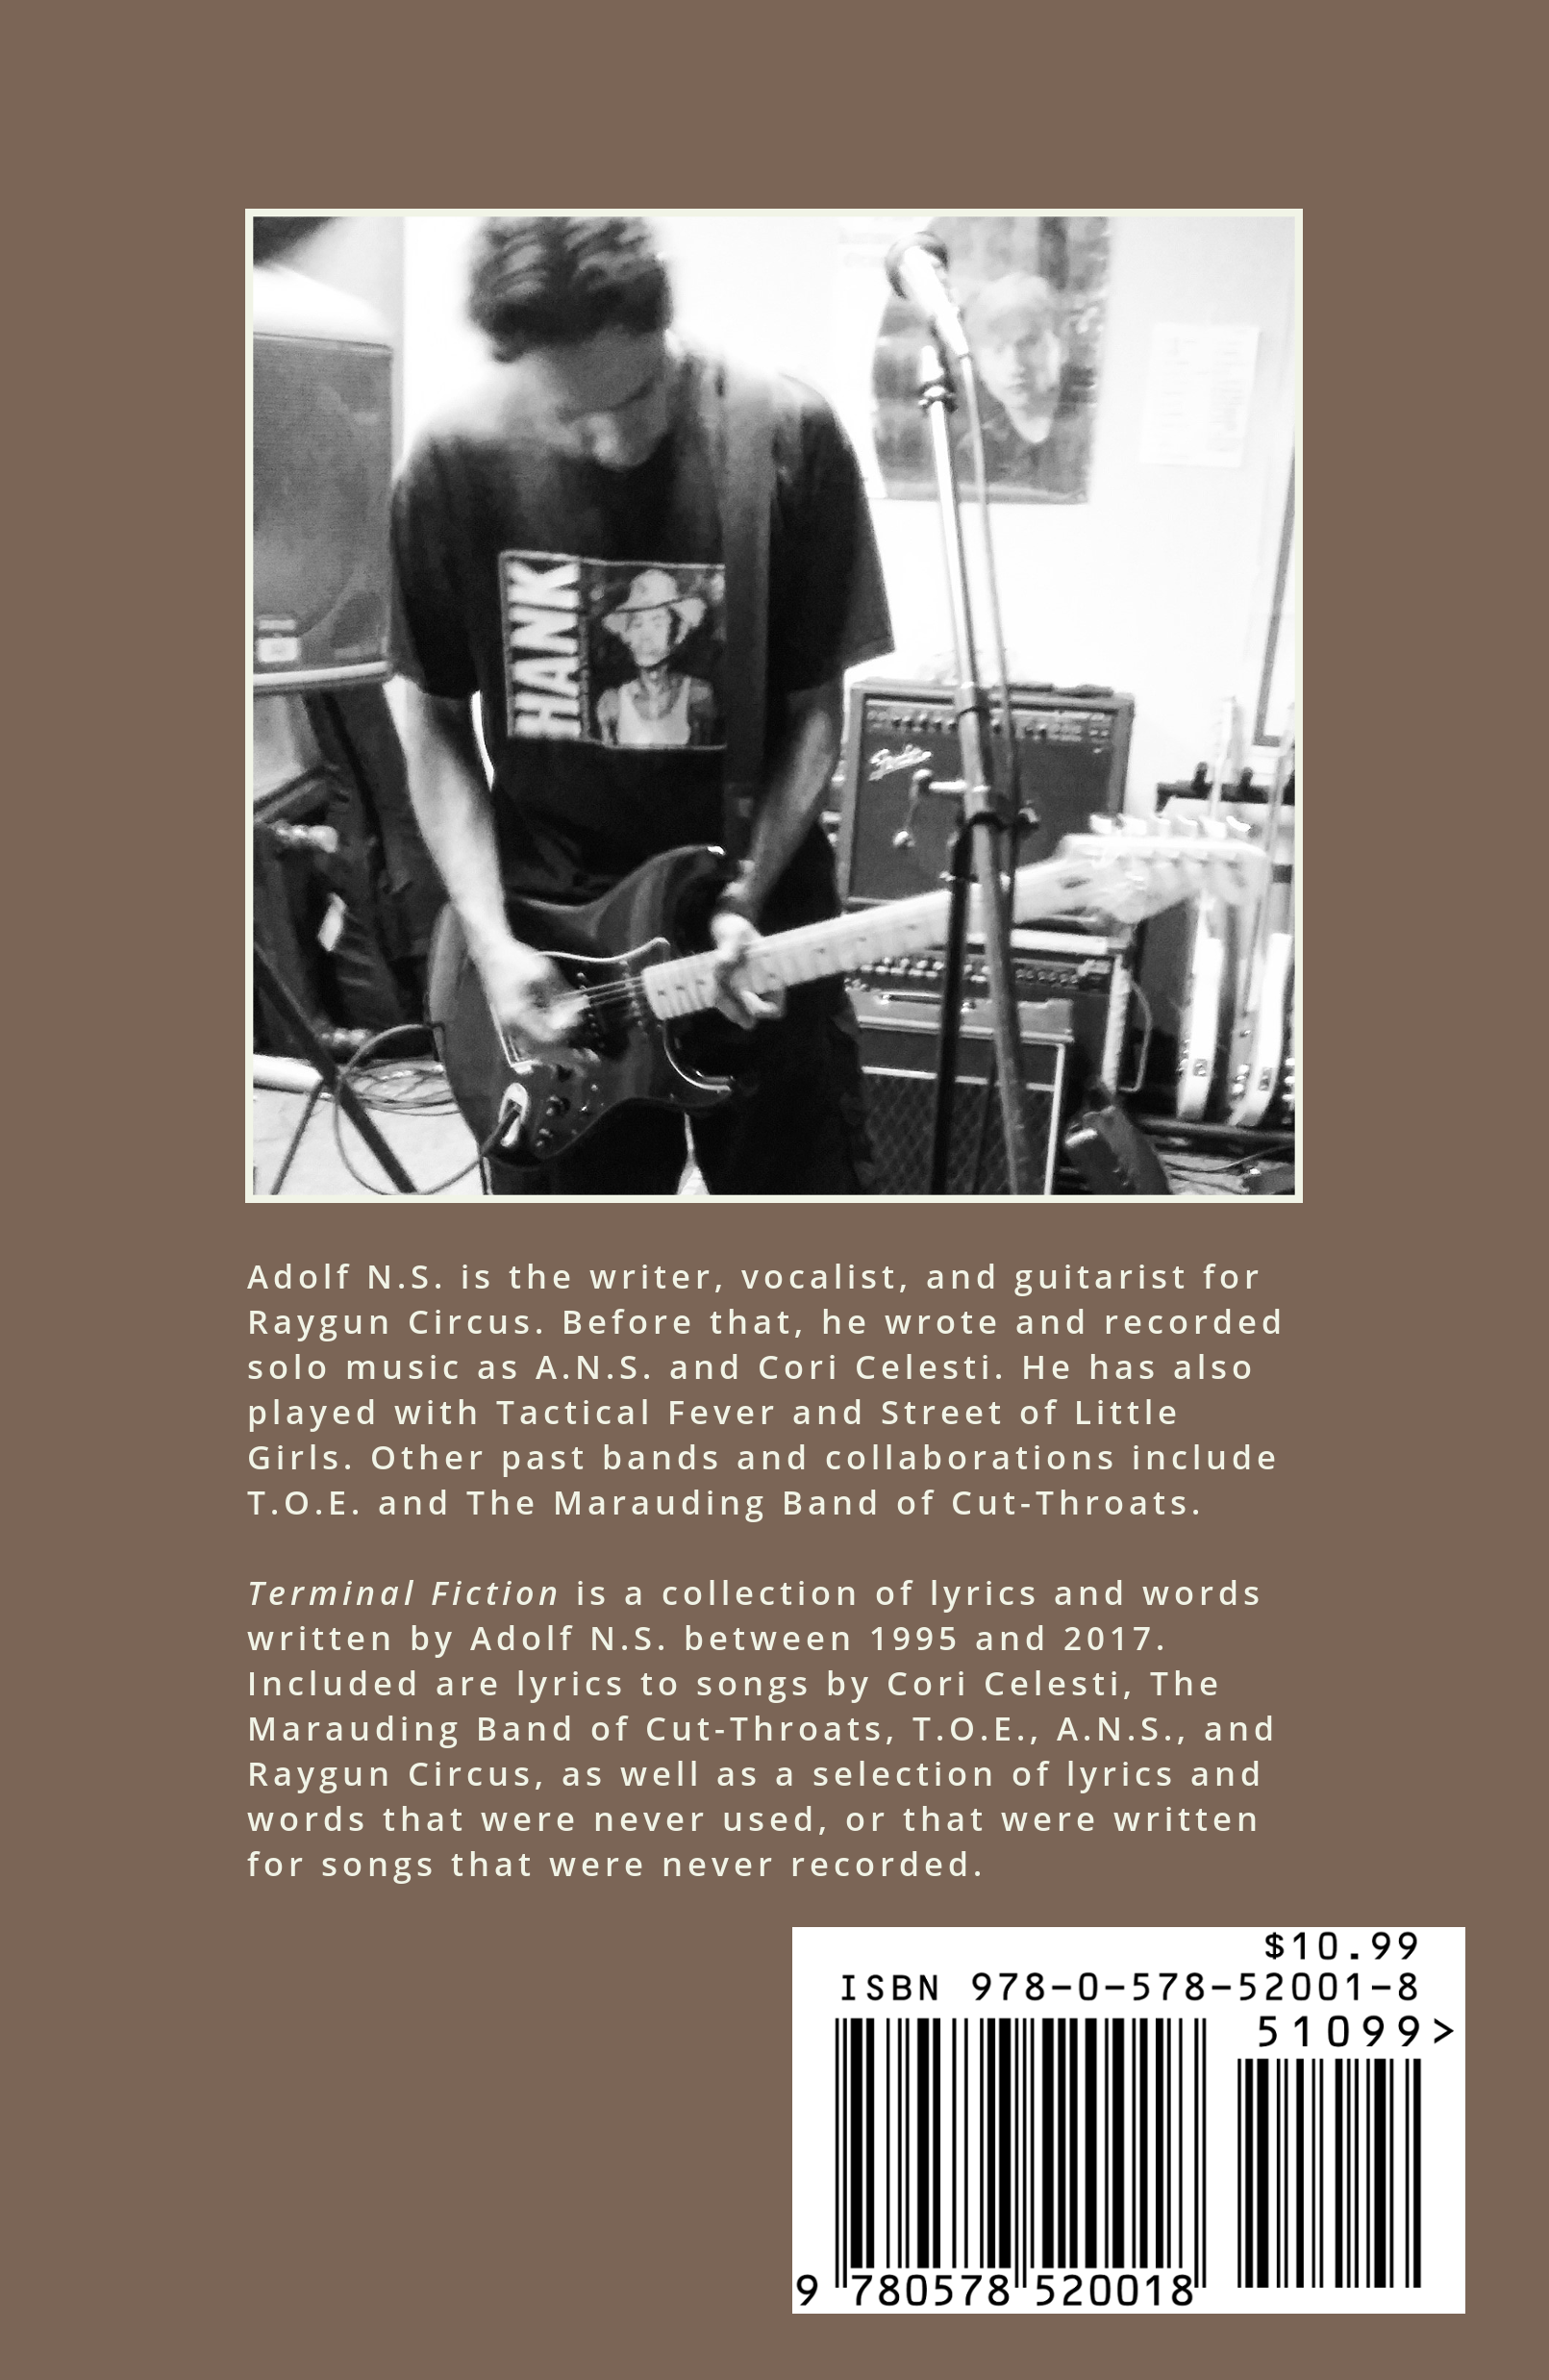 HANK
Fender
Adolf N.S. is the writer, vocalist, and guitarist for
Raygun Circus. Before that, he wrote and recorded
solo music as A.N.S. and Cori Celesti. He has also
played with Tactical Fever and Street of Little
Girls. Other past bands and collaborations include
T.O.E. and The Marauding Band of Cut-Throats.
Terminal Fiction is a collection of lyrics and words
written by Adolf N.S. between 1995 and 2017.
Included are lyrics to songs by Cori Celesti, The
Marauding Band of Cut-Throats, T.O.E., A.N.S., and
Raygun Circus, as well as a selection of lyrics and
words that were never used, or that were written
for songs that were never recorded.
$10.99
ISBN 978-0-578-52001-8
51099>
9 780578 520018